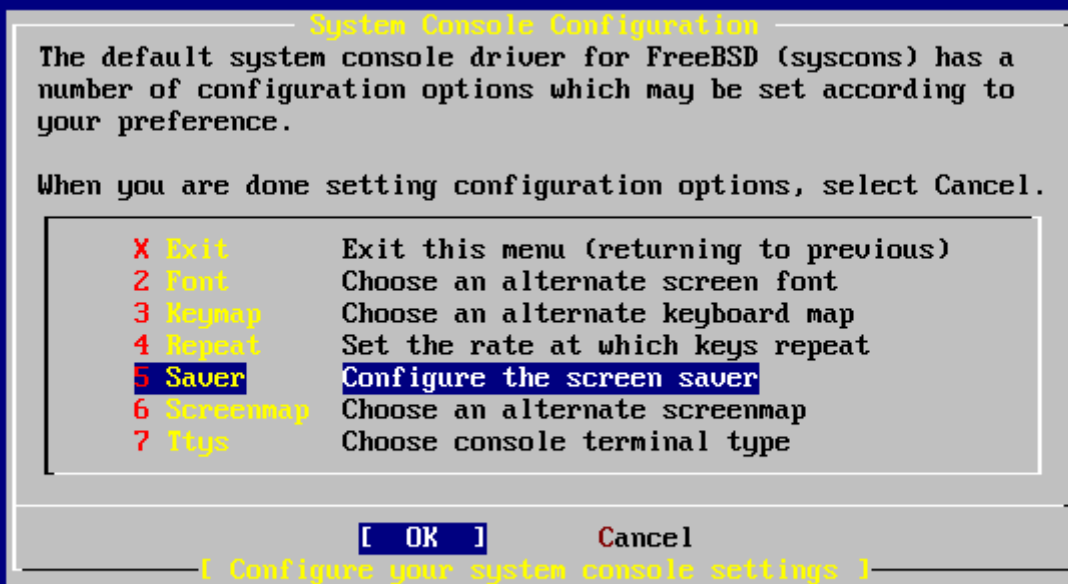 System Console Configuration
The default system console driver for FreeBSD (syscons) has a
number of configuration options which may be set according to
your preference.
When you are done setting configuration options, select Cancel.
X Exit Exit this menu (returning to previous)
2 Font Choose an alternate screen font
3 Keymap Choose an alternate keyboard map
4 Repeat Set the rate at which keys repeat
5 Saver Configure the screen saver
6 Screenmap Choose an alternate screenmap
7 Ttys Choose console terminal type
[ OK ] Cancel
[ Configure your system console settings ]